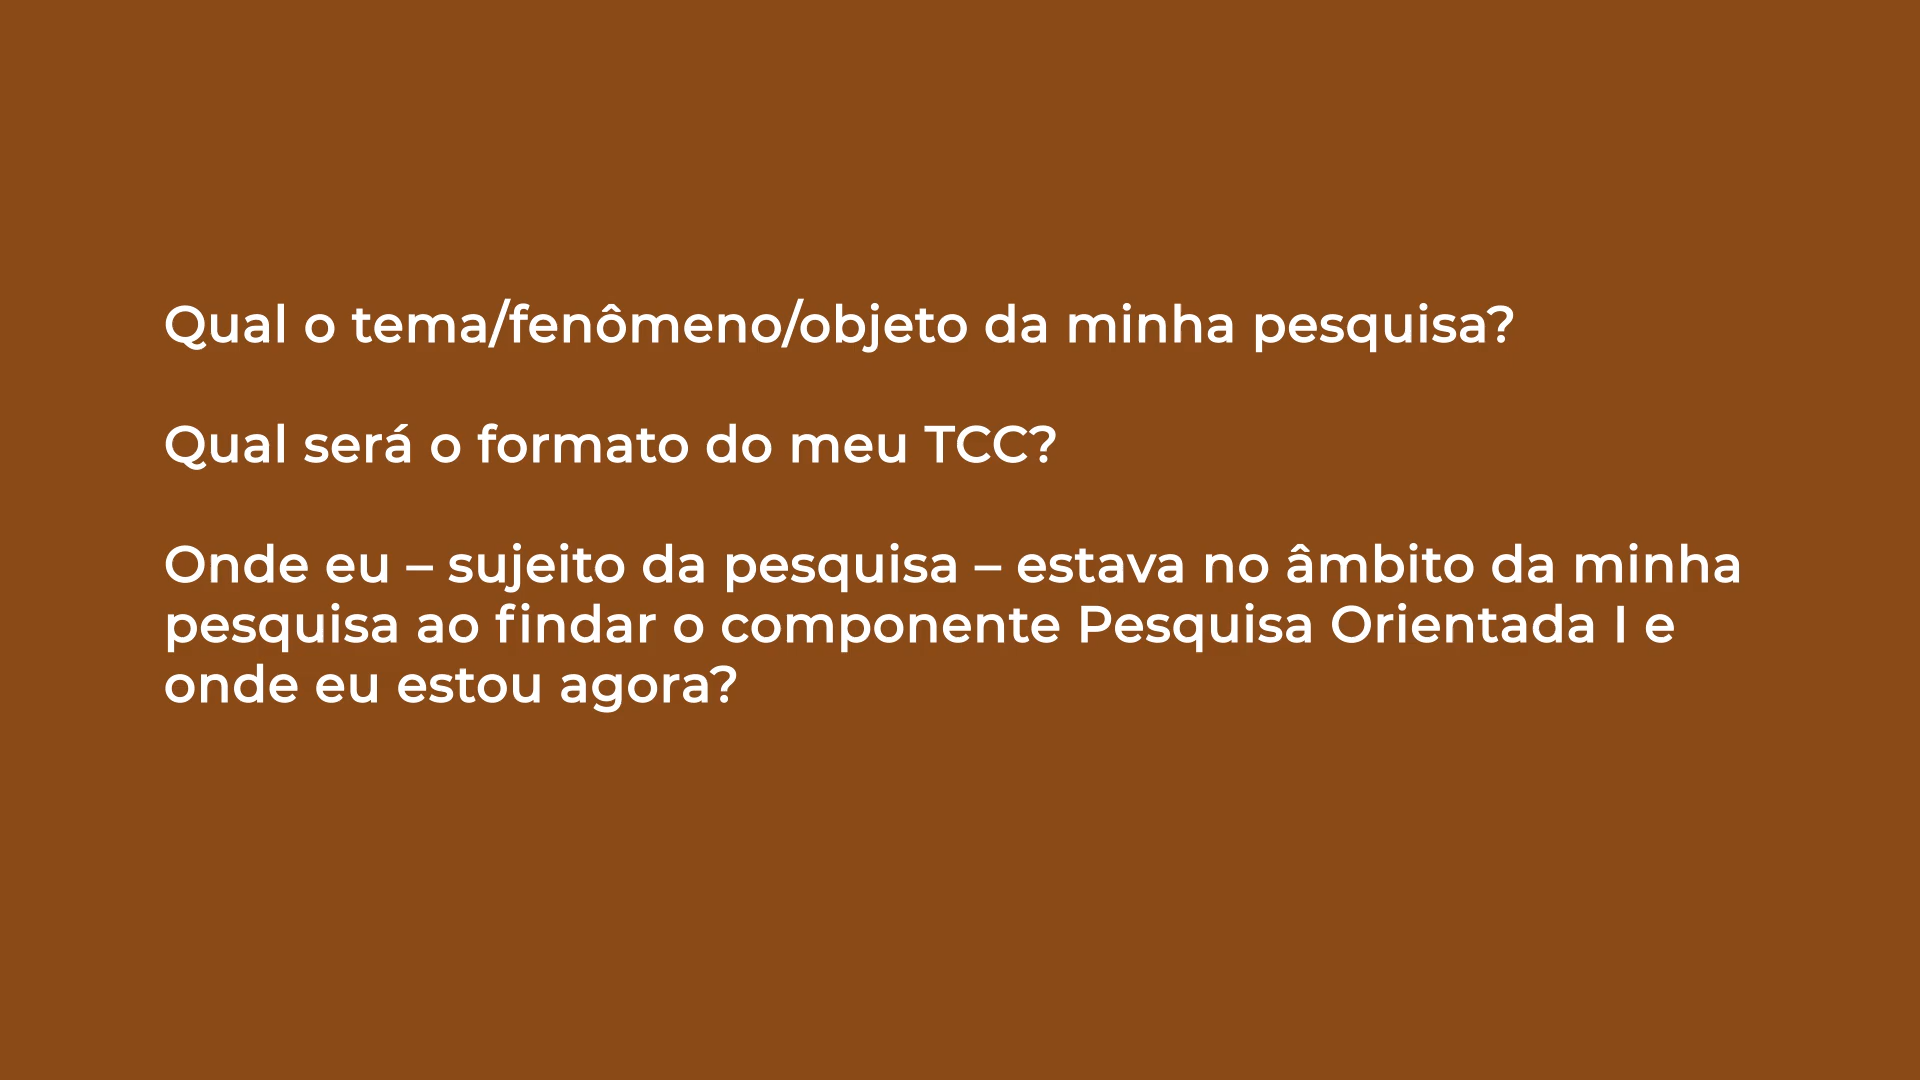 Qual o tema/fenômeno/objeto da minha pesquisa?
Qual será o formato do meu TCC?
Onde eu – sujeito da pesquisa – estava no âmbito da minha
pesquisa ao findar o componente Pesquisa Orientada I e
onde eu estou agora?